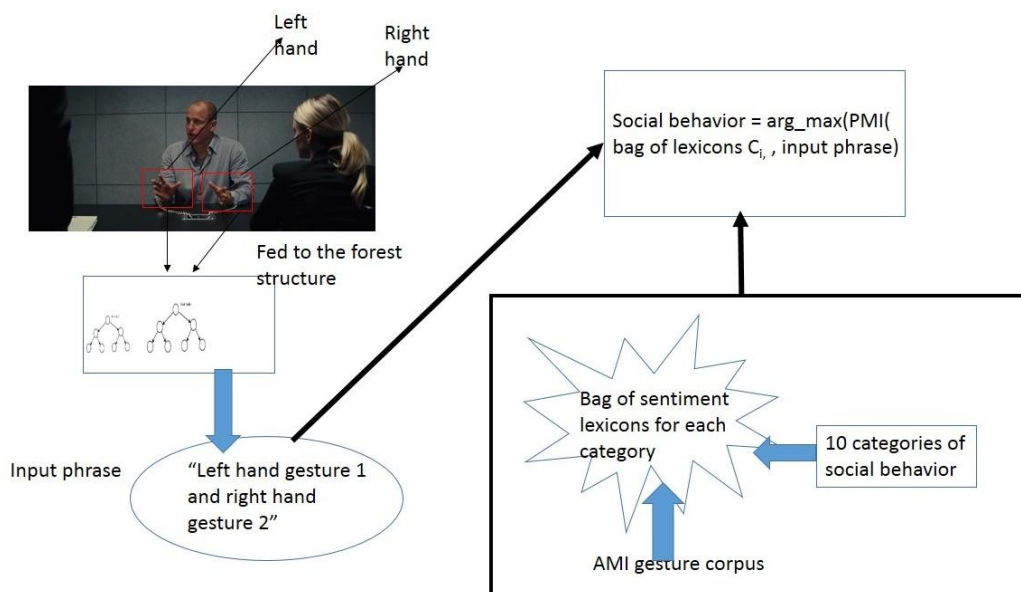 Left
hand
Right
hand
Fed to the forest
structure
Input phrase
“Left hand gesture 1
and right hand
gesture 2”
Social behavior = arg_max(PMI(
bag of lexicons Ci, , input phrase)
Bag of sentiment
lexicons for each
category
10 categories of
social behavior
AMI gesture corpus